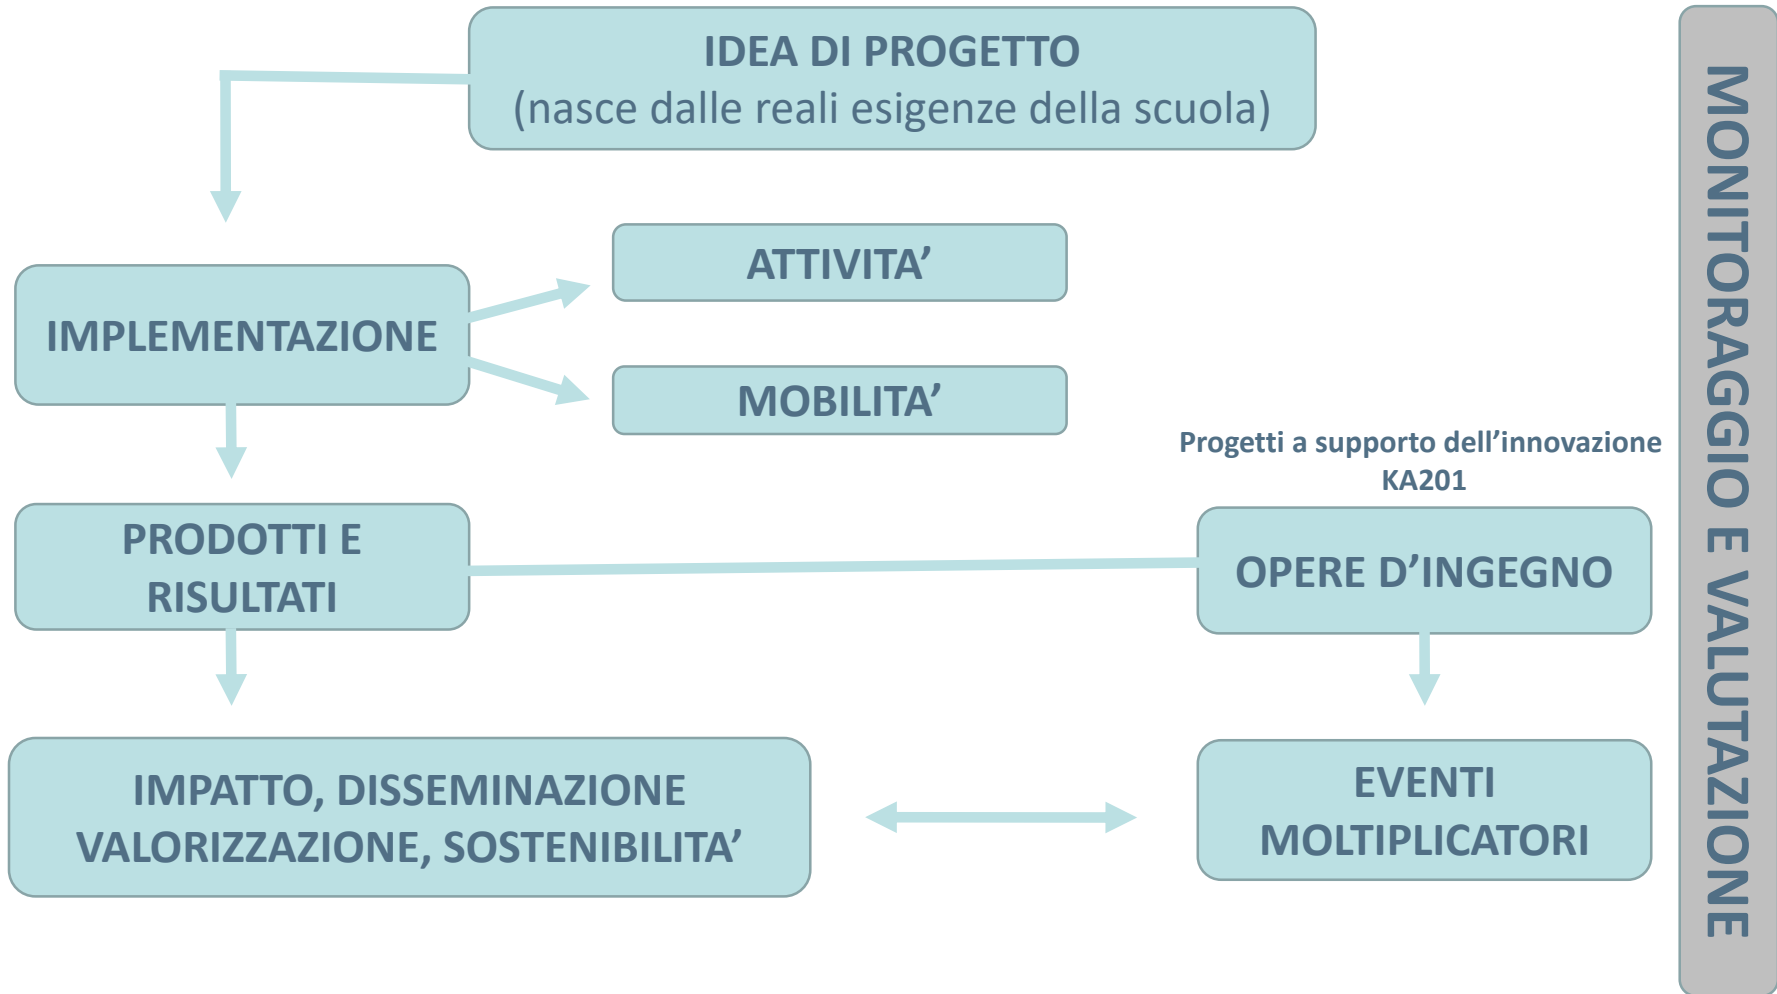 IDEA DI PROGETTO
(nasce dalle reali esigenze della scuola)
IMPLEMENTAZIONE
ATTIVITA’
MOBILITA’
PRODOTTI E
RISULTATI
Progetti a supporto dell’innovazione
KA201
OPERE D’INGEGNO
IMPATTO, DISSEMINAZIONE
VALORIZZAZIONE, SOSTENIBILITA’
EVENTI
MOLTIPLICATORI
MONITORAGGIO E VALUTAZIONE